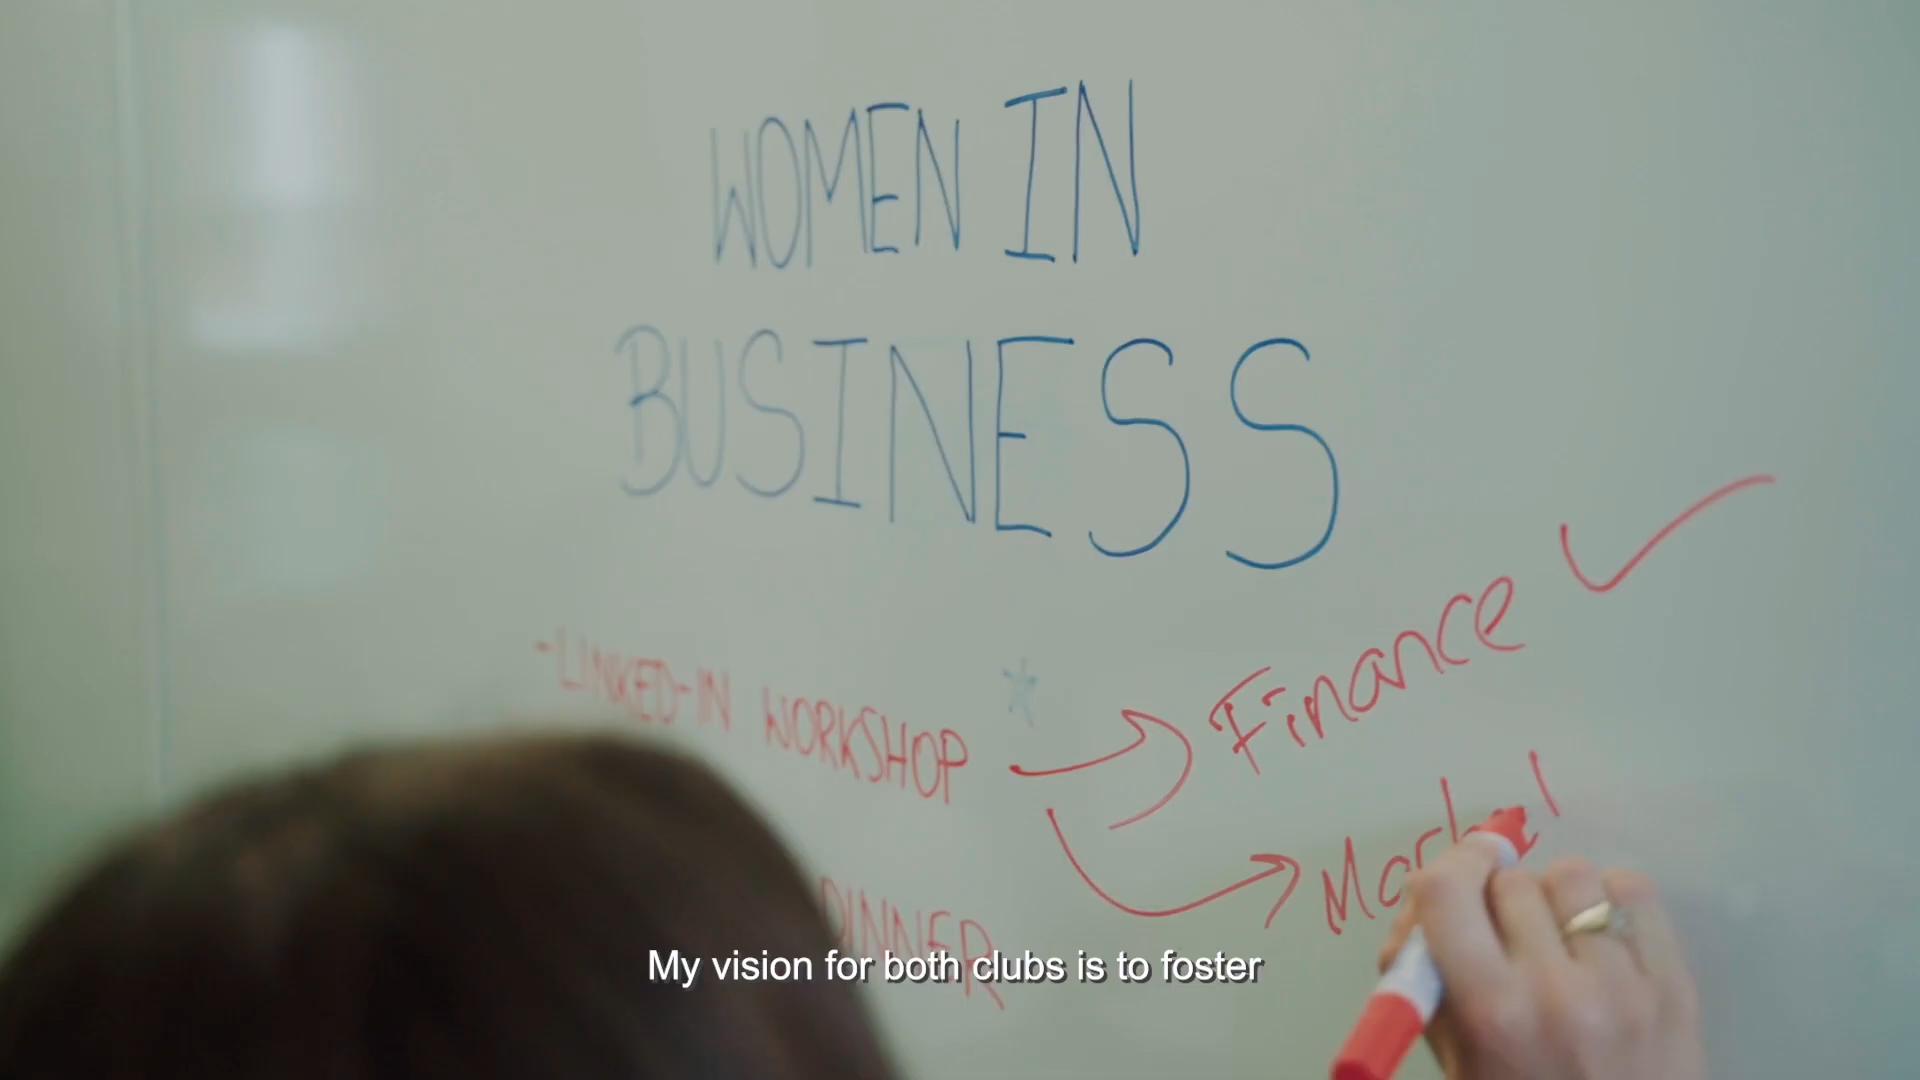 WOMEN IN
BUSINESS
-LINKED-IN WORKSHOP
Finance
DINNER
My vision for both clubs is to foster